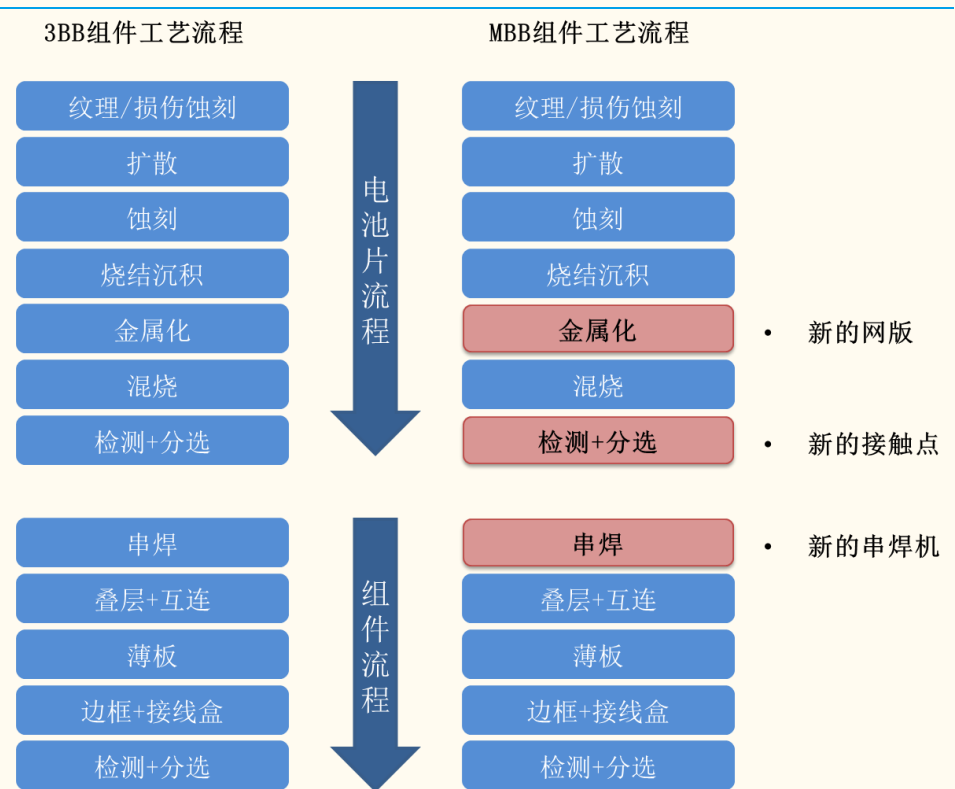 3BB组件工艺流程
MBB组件工艺流程
纹理/损伤蚀刻
扩散
蚀刻
烧结沉积
金属化
混烧
检测+分选
电池片流程
纹理/损伤蚀刻
扩散
蚀刻
烧结沉积
金属化
• 新的网版
混烧
检测+分选
• 新的接触点
串焊
叠层+互连
薄板
边框+接线盒
检测+分选
组件流程
串焊
• 新的串焊机
叠层+互连
薄板
边框+接线盒
检测+分选